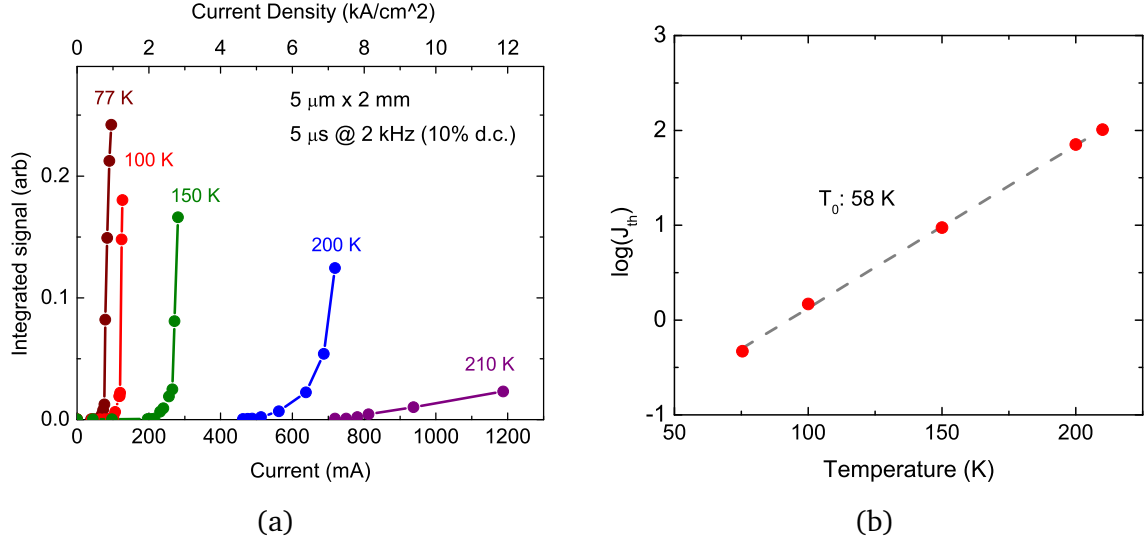 Current Density (kA/cm^2)
0 2 4 6 8 10 12
Integrated signal (arb)
0.2
0.1
0.0
77 K
100 K
150 K
200 K
210 K
5 μm x 2 mm
5 μs @ 2 kHz (10% d.c.)
0 200 400 600 800 1000 1200
Current (mA)
(a)
log(J_th)
3
2
1
0
-1
T_0: 58 K
50 100 150 200
Temperature (K)
(b)